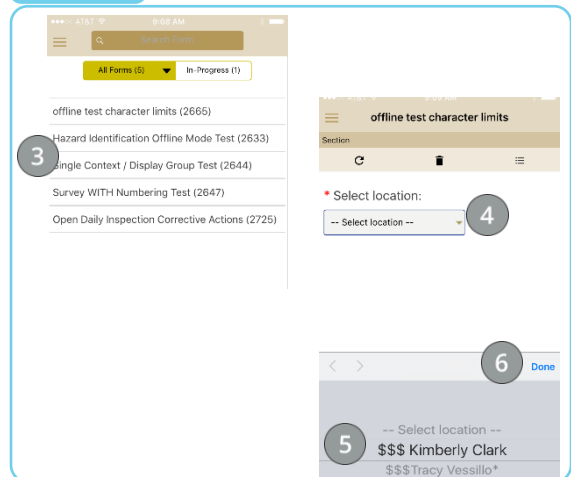 AT&T 9:08 AM
Search Form
All Forms (5) In-Progress (1)
offline test character limits (2665)
Hazard Identification Offline Mode Test (2633)
3
Single Context / Display Group Test (2644)
Survey WITH Numbering Test (2647)
Open Daily Inspection Corrective Actions (2725)
offline test character limits
Section
* Select location:
-- Select location --
4
6
Done
-- Select location --
5
$$$ Kimberly Clark
$$$Tracy Vessillo*